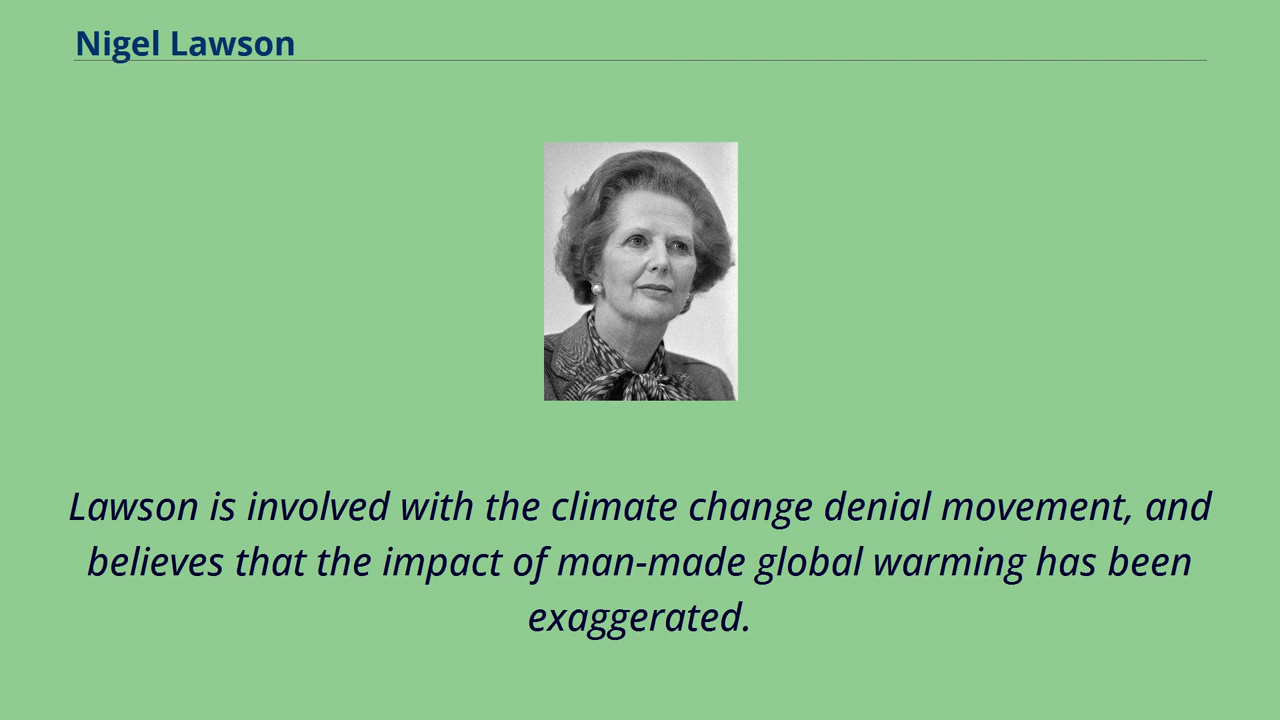 Nigel Lawson
Lawson is involved with the climate change denial movement, and
believes that the impact of man-made global warming has been
exaggerated.